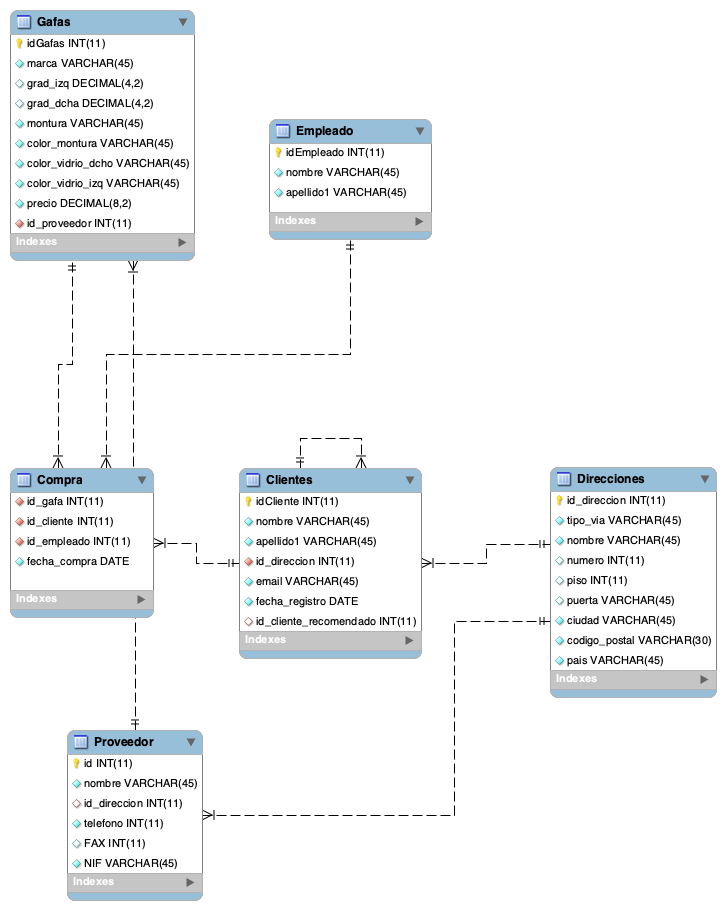 Gafas
idGafas INT(11)
marca VARCHAR(45)
grad_izq DECIMAL(4,2)
grad_dcha DECIMAL(4,2)
montura VARCHAR(45)
color_montura VARCHAR(45)
color_vidrio_dcho VARCHAR(45)
color_vidrio_izq VARCHAR(45)
precio DECIMAL(8,2)
id_proveedor INT(11)
Indexes
Empleado
idEmpleado INT(11)
nombre VARCHAR(45)
apellido1 VARCHAR(45)
Indexes
Compra
id_gafa INT(11)
id_cliente INT(11)
id_empleado INT(11)
fecha_compra DATE
Indexes
Clientes
idCliente INT(11)
nombre VARCHAR(45)
apellido1 VARCHAR(45)
id_direccion INT(11)
email VARCHAR(45)
fecha_registro DATE
id_cliente_recomendado INT(11)
Indexes
Direcciones
id_direccion INT(11)
tipo_via VARCHAR(45)
nombre VARCHAR(45)
numero INT(11)
piso INT(11)
puerta VARCHAR(45)
ciudad VARCHAR(45)
codigo_postal VARCHAR(30)
pais VARCHAR(45)
Indexes
Proveedor
id INT(11)
nombre VARCHAR(45)
id_direccion INT(11)
telefono INT(11)
FAX INT(11)
NIF VARCHAR(45)
Indexes